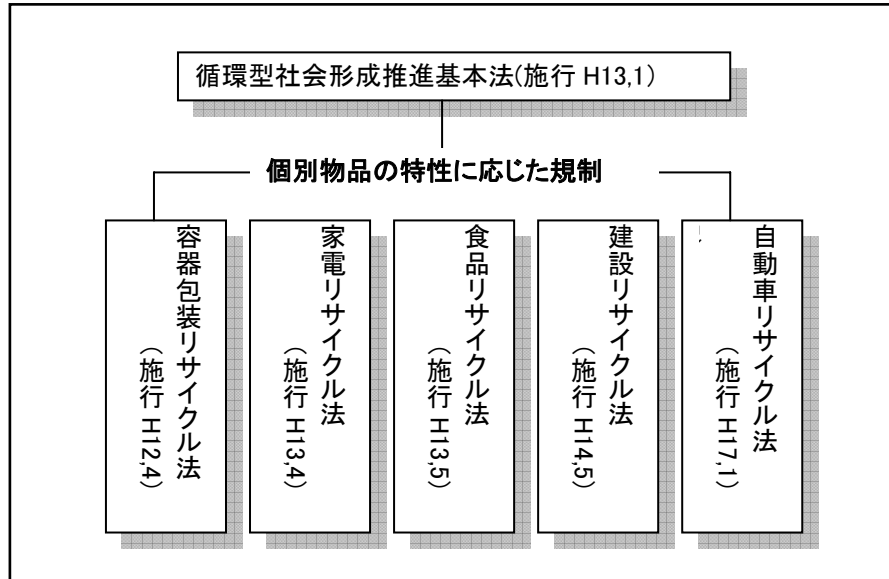 循環型社会形成推進基本法(施行 H13,1)
個別物品の特性に応じた規制
容器包装リサイクル法
（施行 H12,4）
家電リサイクル法
（施行 H13,4）
食品リサイクル法
（施行 H13,5）
建設リサイクル法
（施行 H14,5）
自動車リサイクル法
（施行 H17,1）